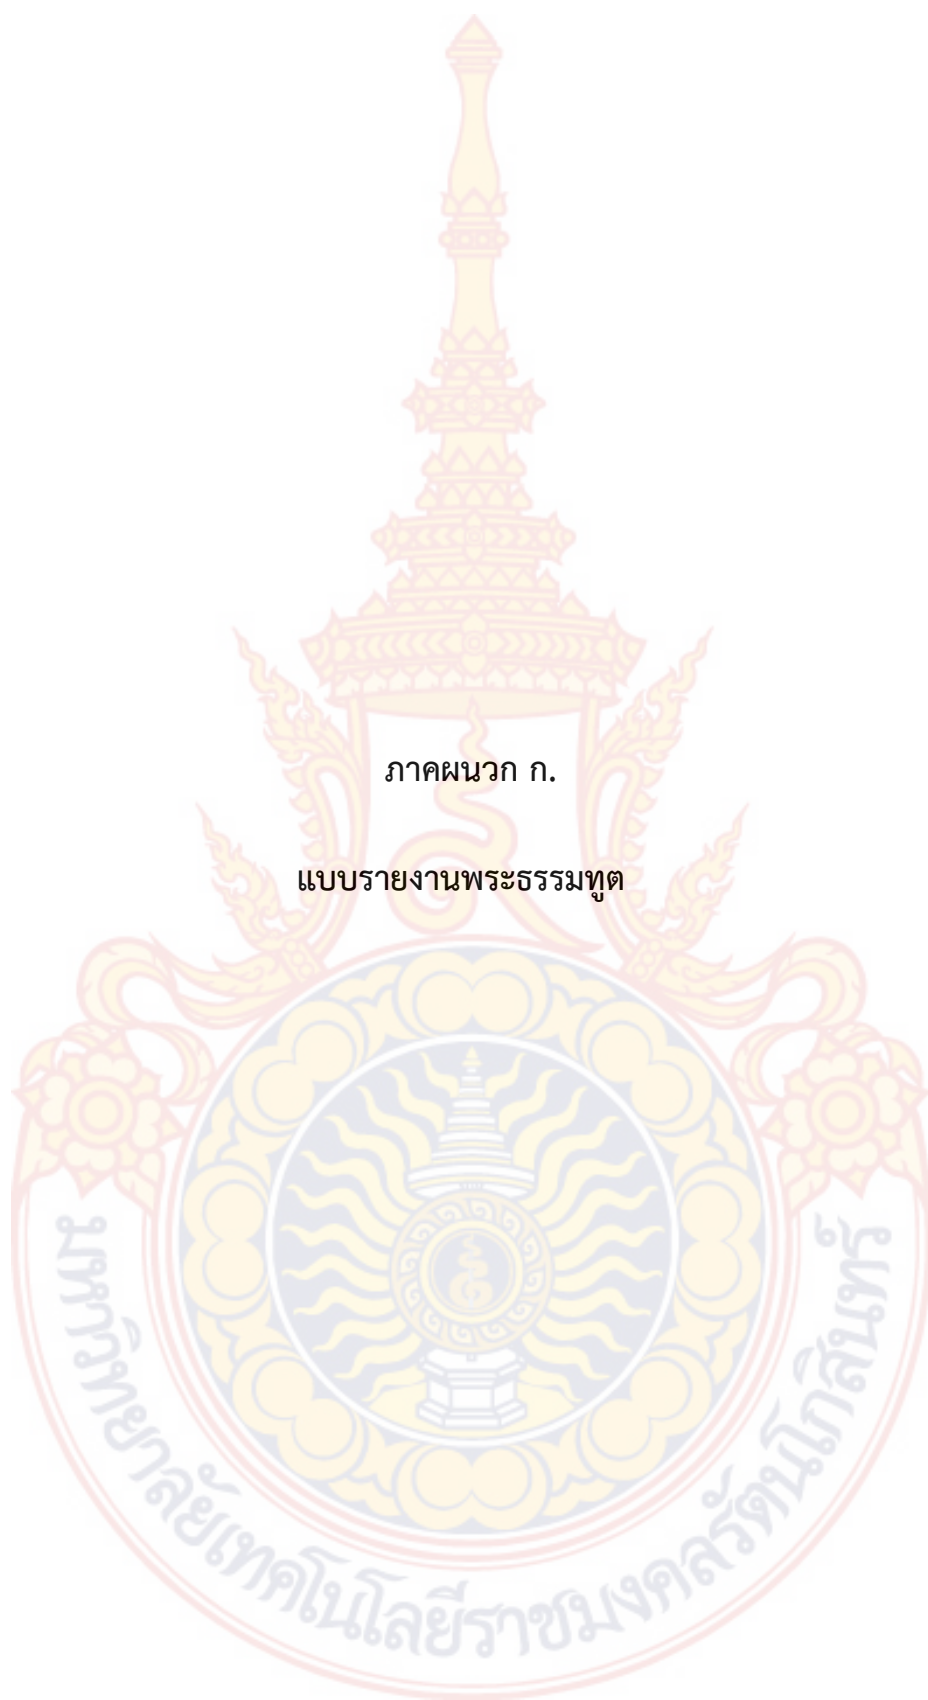 ภาคผนวก ก.
แบบรายงานพระธรรมทูต
มหาวิทยาลัยเทคโนโลยีราชมงคลรัตนโกสินทร์